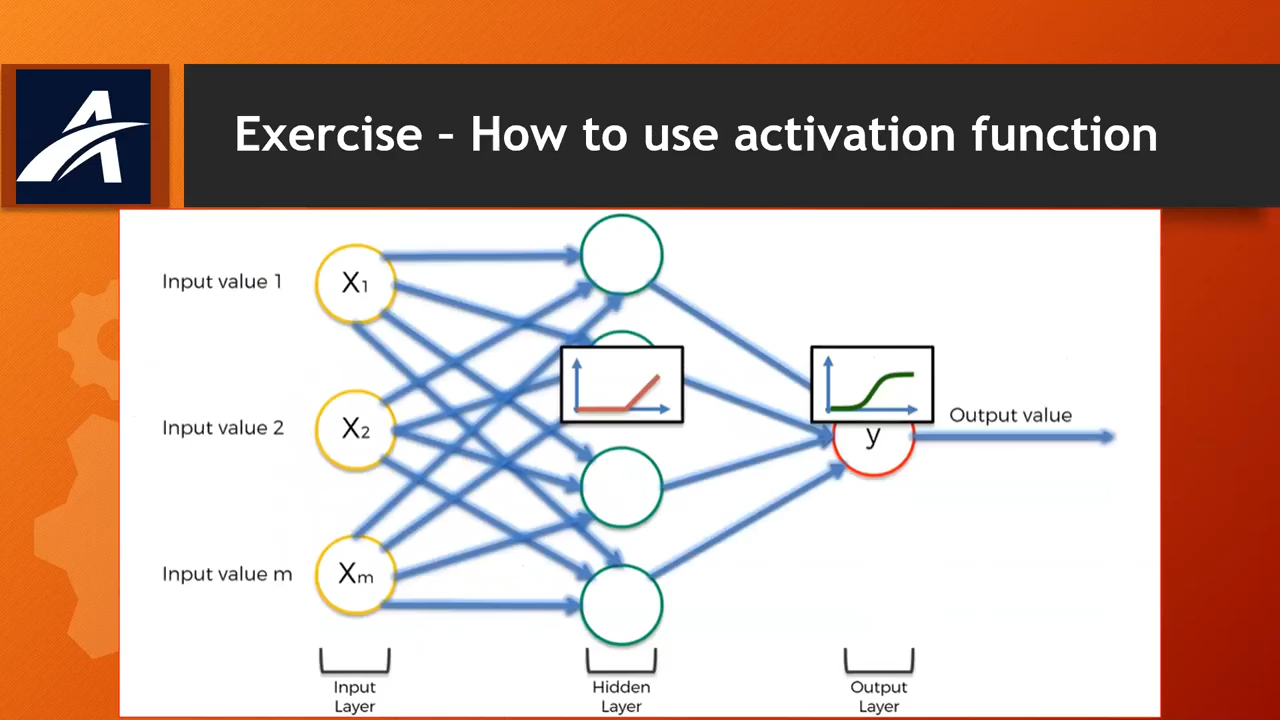 Exercise – How to use activation function
Input value 1
X1
Input value 2
X2
y
Output value
Input value m
Xm
Input
Layer
Hidden
Layer
Output
Layer